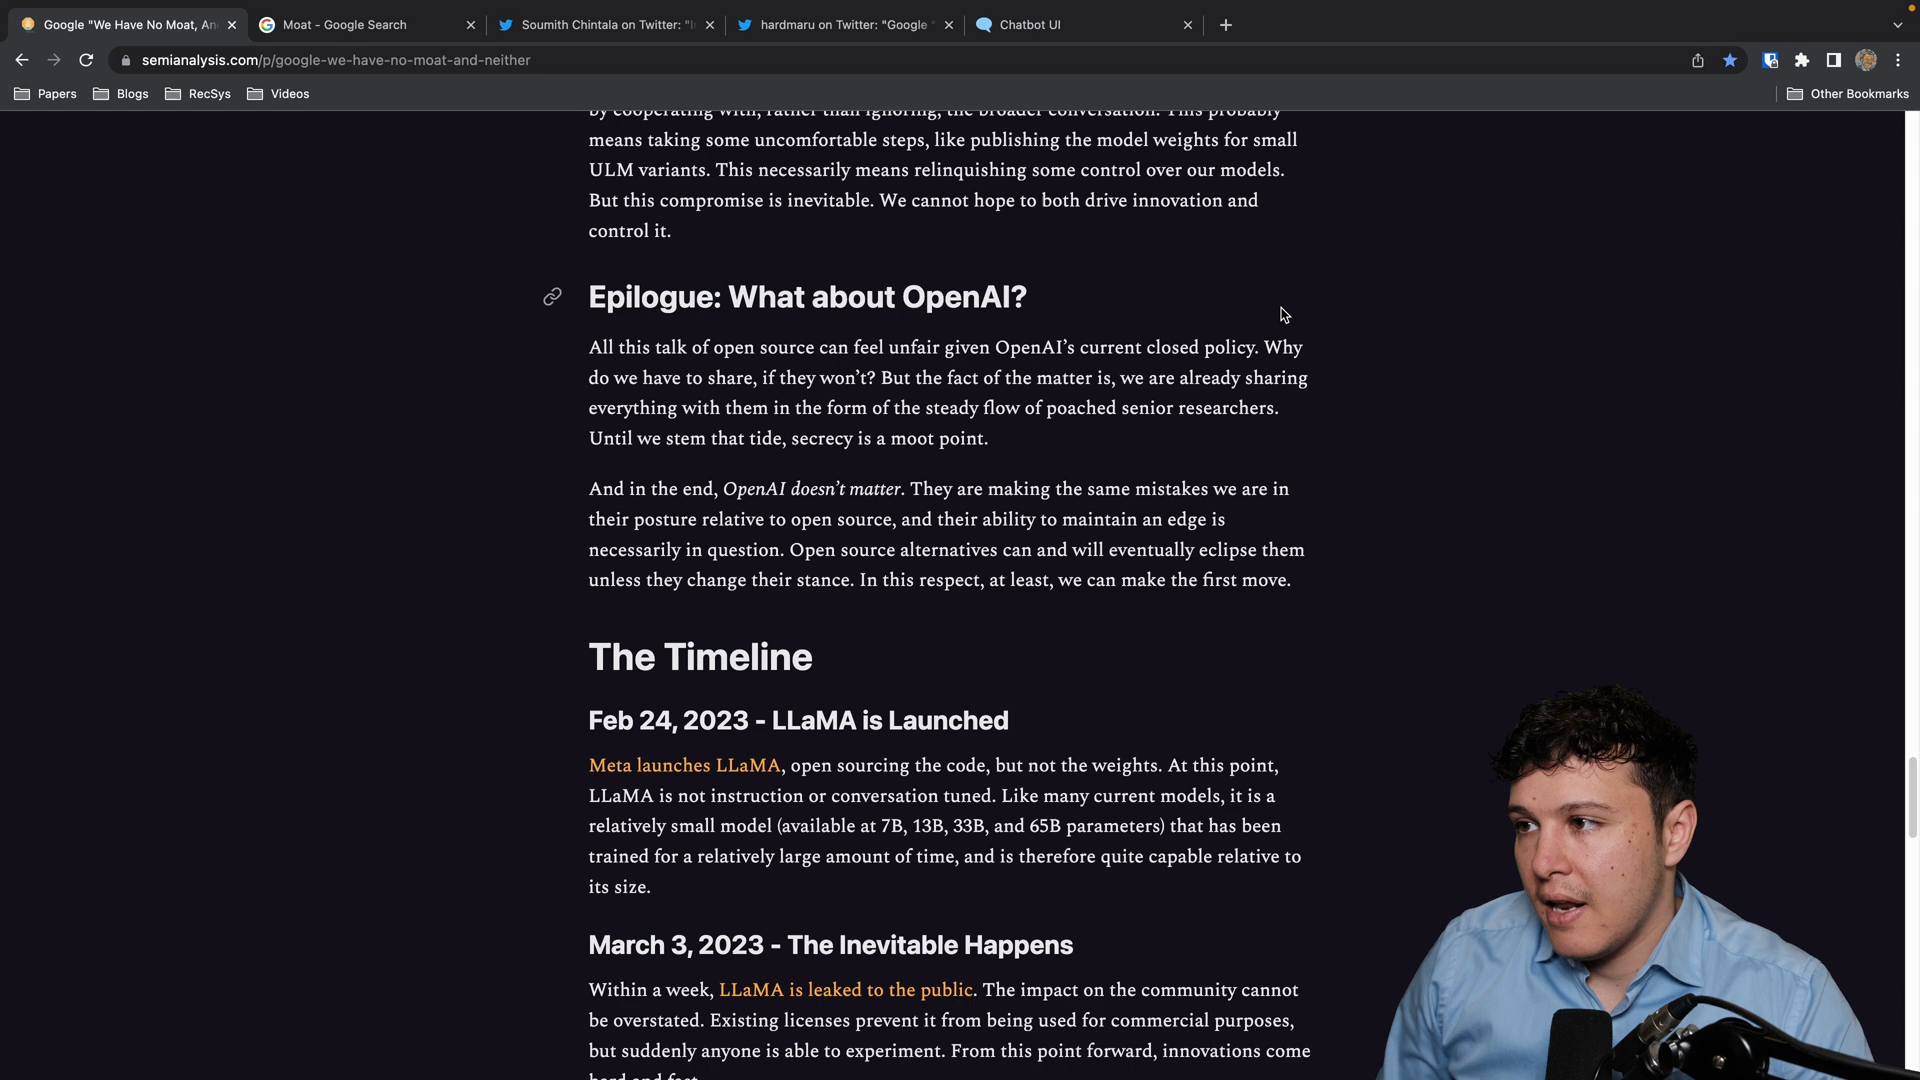 Google "We Have No Moat, An
Moat - Google Search
Soumith Chintala on Twitter: "I
hardmaru on Twitter: "Google "
Chatbot UI
semianalysis.com/p/google-we-have-no-moat-and-neither
Papers
Blogs
RecSys
Videos
Other Bookmarks
by cooperating with, rather than ignoring, the broader conversation. This probably
means taking some uncomfortable steps, like publishing the model weights for small
ULM variants. This necessarily means relinquishing some control over our models.
But this compromise is inevitable. We cannot hope to both drive innovation and
control it.
Epilogue: What about OpenAI?
All this talk of open source can feel unfair given OpenAI’s current closed policy. Why
do we have to share, if they won’t? But the fact of the matter is, we are already sharing
everything with them in the form of the steady flow of poached senior researchers.
Until we stem that tide, secrecy is a moot point.
And in the end, OpenAI doesn’t matter. They are making the same mistakes we are in
their posture relative to open source, and their ability to maintain an edge is
necessarily in question. Open source alternatives can and will eventually eclipse them
unless they change their stance. In this respect, at least, we can make the first move.
The Timeline
Feb 24, 2023 - LLaMA is Launched
Meta launches LLaMA, open sourcing the code, but not the weights. At this point,
LLaMA is not instruction or conversation tuned. Like many current models, it is a
relatively small model (available at 7B, 13B, 33B, and 65B parameters) that has been
trained for a relatively large amount of time, and is therefore quite capable relative to
its size.
March 3, 2023 - The Inevitable Happens
Within a week, LLaMA is leaked to the public. The impact on the community cannot
be overstated. Existing licenses prevent it from being used for commercial purposes,
but suddenly anyone is able to experiment. From this point forward, innovations come
hard and fast.